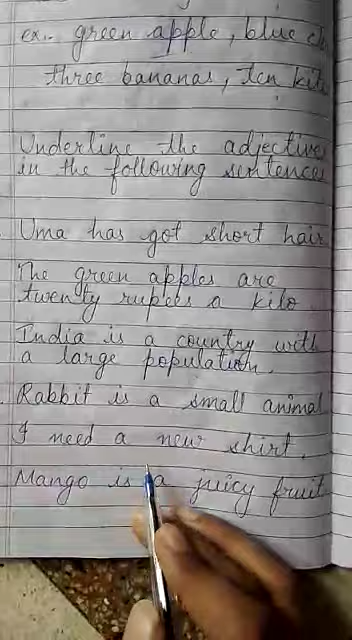 ex.. green apple, blue
three bananas, ten kite
Underline the adjectives
in the following sentences
Uma has got short hair
The green apples are
twenty rupees a kilo
India is a country with
a large population.
Rabbit is a small animal
I need a new shirt.
Mango is a juicy fruit